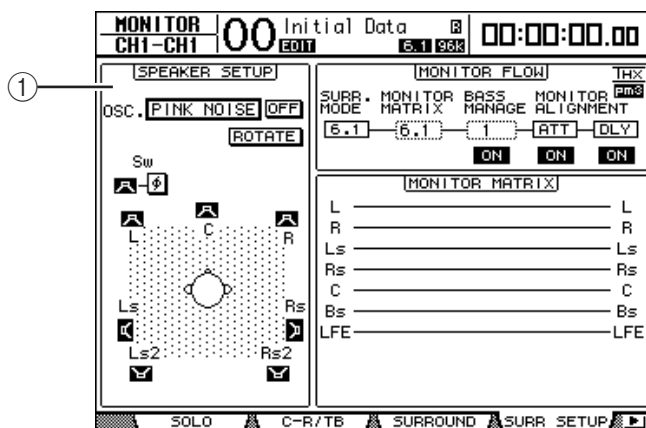 MONITOR
CH1-CH1
00 Initial Data
EDIT
6.1 96k
00:00:00.00
1
SPEAKER SETUP
OSC. PINK NOISE OFF
ROTATE
Sw
ø
L C R
Ls Rs
Ls2 Rs2
MONITOR FLOW
THX
pm3
SURR. MODE MONITOR MATRIX BASS MANAGE MONITOR ALIGNMENT
6.1 6.1 1 ATT DLY
ON ON ON
MONITOR MATRIX
L L
R R
Ls Ls
Rs Rs
C C
Bs Bs
LFE LFE
SOLO C-R/TB SURROUND SURR SETUP